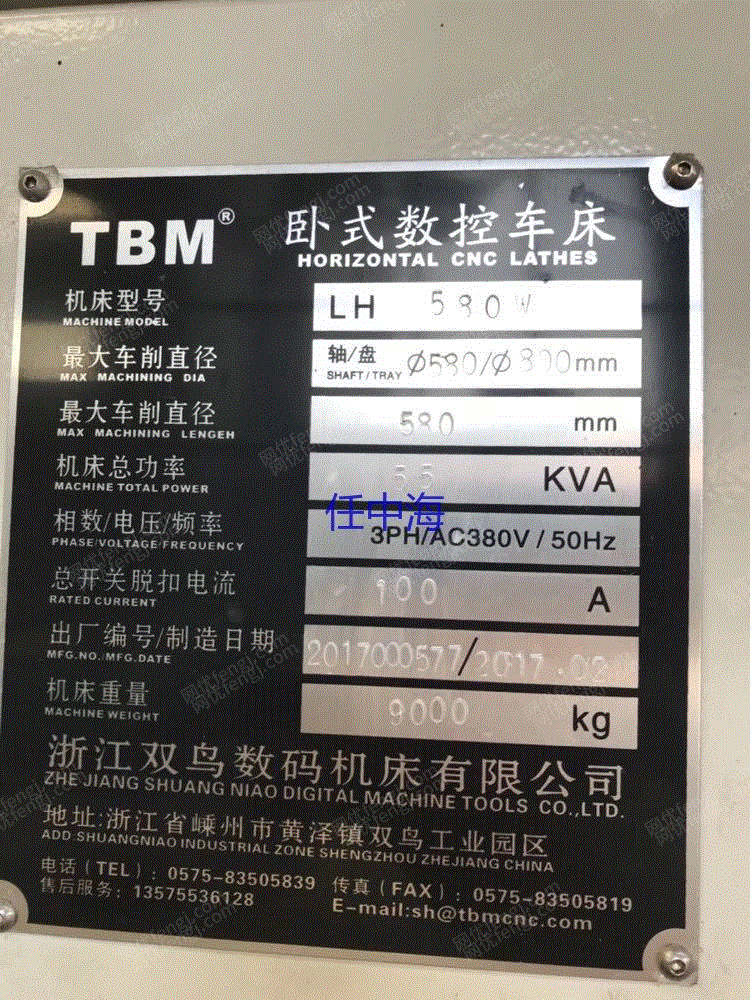 TBM® 卧式数控车床
HORIZONTAL CNC LATHES
机床型号 LH 580W
MACHINE MODEL
最大车削直径 轴/盘 Ø580/Ø800mm
MAX MACHINING DIA SHAFT/TRAY
最大车削直径 580 mm
MAX MACHINING LENGEH
机床总功率 35 KVA
MACHINE TOTAL POWER
任中海
相数/电压/频率 3PH/AC380V/50Hz
PHASE/VOLTAGE FREQUENCY
总开关脱扣电流 100 A
RATED CURRENT
出厂编号/制造日期 2017000577/2017.02
MFG.NO. MFG.DATE
机床重量 9000 kg
MACHINE WEIGHT
浙江双鸟数码机床有限公司
ZHE JIANG SHUANG NIAO DIGITAL MACHINE TOOLS CO.,LTD.
地址:浙江省嵊州市黄泽镇双鸟工业园区
ADD SHUANGNIAO INDUSTRIAL ZONE SHENGZHOU ZHEJIANG CHINA
电话(TEL): 0575-83505839 传真(FAX): 0575-83505819
售后服务: 13575536128 E-mail:sh@tbmcnc.com